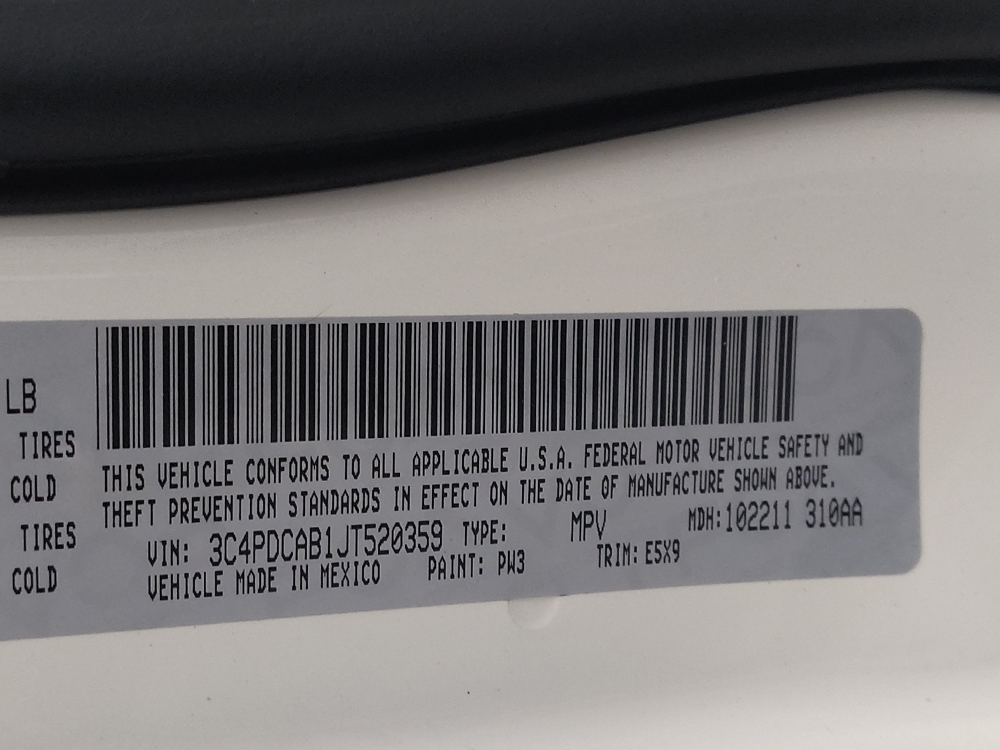 LB
TIRES
COLD
TIRES
COLD
THIS VEHICLE CONFORMS TO ALL APPLICABLE U.S.A. FEDERAL MOTOR VEHICLE SAFETY AND
THEFT PREVENTION STANDARDS IN EFFECT ON THE DATE OF MANUFACTURE SHOWN ABOVE.
VIN: 3C4PDCAB1JT520359 TYPE: MPV MDH:102211 310AA
VEHICLE MADE IN MEXICO PAINT: PW3 TRIM: E5X9